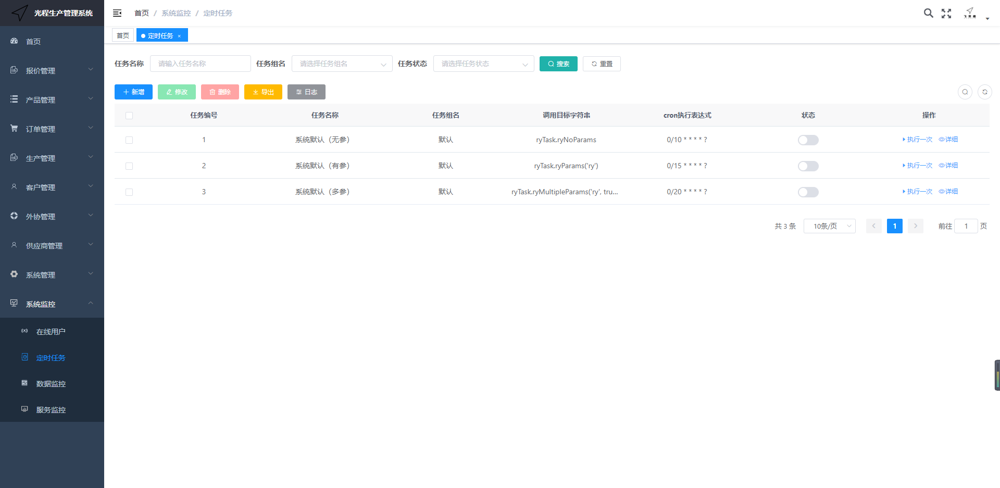 光程生产管理系统
首页 / 系统监控 / 定时任务
首页
定时任务 ×
首页
报价管理
产品管理
订单管理
生产管理
客户管理
外协管理
供应商管理
系统管理
系统监控
在线用户
定时任务
数据监控
服务监控
任务名称 请输入任务名称 任务组名 请选择任务组名 任务状态 请选择任务状态 搜索 重置
新增 修改 删除 导出 日志
任务编号 任务名称 任务组名 调用目标字符串 cron执行表达式 状态 操作
1 系统默认（无参） 默认 ryTask.ryNoParams 0/10 * * * * ? 执行一次 详细
2 系统默认（有参） 默认 ryTask.ryParams('ry') 0/15 * * * * ? 执行一次 详细
3 系统默认（多参） 默认 ryTask.ryMultipleParams('ry', tru... 0/20 * * * * ? 执行一次 详细
共 3 条 10条/页 1 前往 1 页